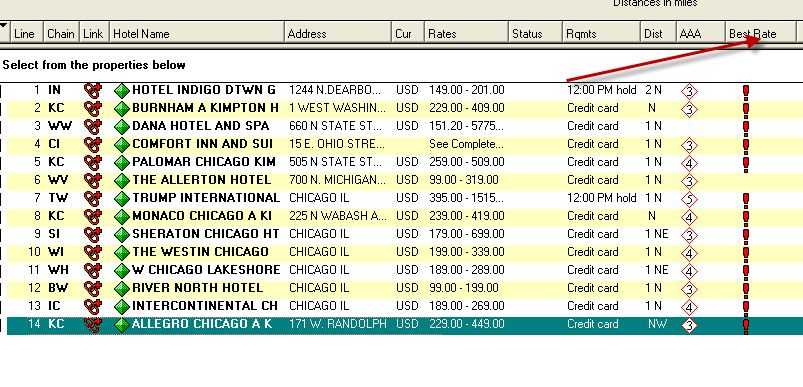 Distances in miles
Line Chain Link Hotel Name Address Cur Rates Status Rqmts Dist AAA Best Rate
Select from the properties below
1 IN HOTEL INDIGO DTWN G 1244 N.DEARBO... USD 149.00 - 201.00 12:00 PM hold 2 N 3
2 KC BURNHAM A KIMPTON H 1 WEST WASHIN... USD 229.00 - 409.00 Credit card N 3
3 WW DANA HOTEL AND SPA 660 N STATE ST... USD 151.20 - 5775... Credit card 1 N
4 CI COMFORT INN AND SUI 15 E. OHIO STRE... See Complete... Credit card 1 N 3
5 KC PALOMAR CHICAGO KIM 505 N STATE ST... USD 259.00 - 509.00 Credit card 1 N 4
6 WV THE ALLERTON HOTEL 700 N. MICHIGAN... USD 99.00 - 319.00 Credit card 1 N 3
7 TW TRUMP INTERNATIONAL CHICAGO IL USD 395.00 - 1515... 12:00 PM hold 1 N 5
8 KC MONACO CHICAGO A KI 225 N WABASH A... USD 239.00 - 419.00 Credit card N 4
9 SI SHERATON CHICAGO HT CHICAGO IL USD 179.00 - 699.00 Credit card 1 NE 3
10 WI THE WESTIN CHICAGO CHICAGO IL USD 199.00 - 339.00 Credit card 1 N 4
11 WH W CHICAGO LAKESHORE CHICAGO IL USD 189.00 - 289.00 Credit card 1 NE 4
12 BW RIVER NORTH HOTEL CHICAGO IL USD 99.00 - 199.00 Credit card 1 N 3
13 IC INTERCONTINENTAL CH CHICAGO IL USD 189.00 - 269.00 Credit card 1 N 4
14 KC ALLEGRO CHICAGO A K 171 W. RANDOLPH USD 229.00 - 449.00 Credit card NW 3